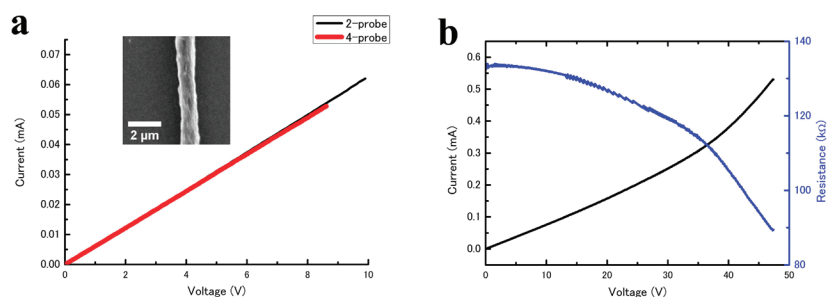 a
2-probe
4-probe
0.07
0.06
0.05
0.04
0.03
0.02
0.01
0.00
Current (mA)
2 µm
0 2 4 6 8 10
Voltage (V)
b
0.6
0.5
0.4
0.3
0.2
0.1
0.0
Current (mA)
140
130
120
110
100
90
80
Resistance (kΩ)
0 10 20 30 40 50
Voltage (V)